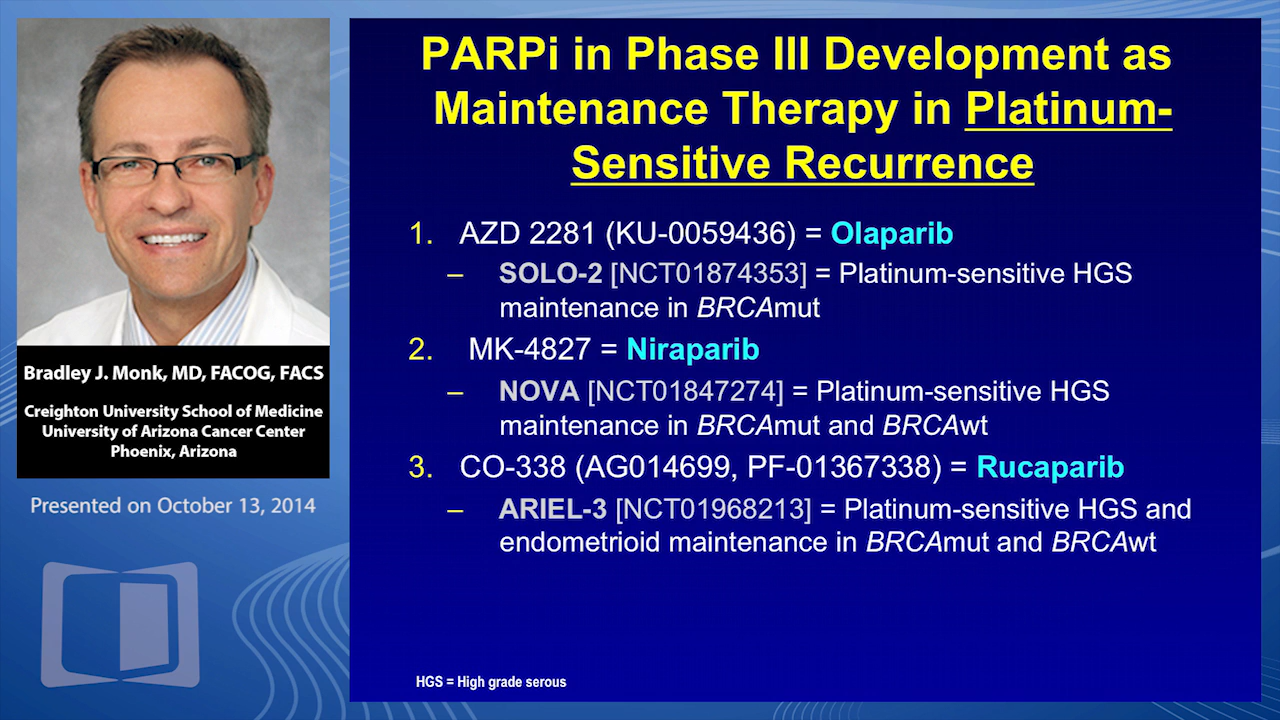 PARPi in Phase III Development as
Maintenance Therapy in Platinum-
Sensitive Recurrence
1. AZD 2281 (KU-0059436) = Olaparib
– SOLO-2 [NCT01874353] = Platinum-sensitive HGS
maintenance in BRCAmut
2. MK-4827 = Niraparib
– NOVA [NCT01847274] = Platinum-sensitive HGS
maintenance in BRCAmut and BRCAwt
3. CO-338 (AG014699, PF-01367338) = Rucaparib
– ARIEL-3 [NCT01968213] = Platinum-sensitive HGS and
endometrioid maintenance in BRCAmut and BRCAwt
HGS = High grade serous
Bradley J. Monk, MD, FACOG, FACS
Creighton University School of Medicine
University of Arizona Cancer Center
Phoenix, Arizona
Presented on October 13, 2014